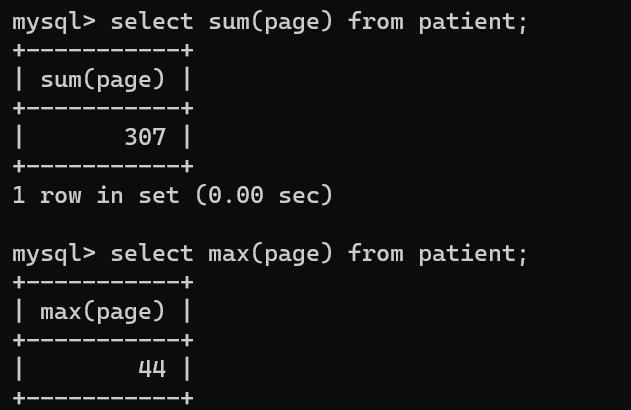 mysql> select sum(page) from patient;
+-----------+
| sum(page) |
+-----------+
|       307 |
+-----------+
1 row in set (0.00 sec)

mysql> select max(page) from patient;
+-----------+
| max(page) |
+-----------+
|        44 |
+-----------+